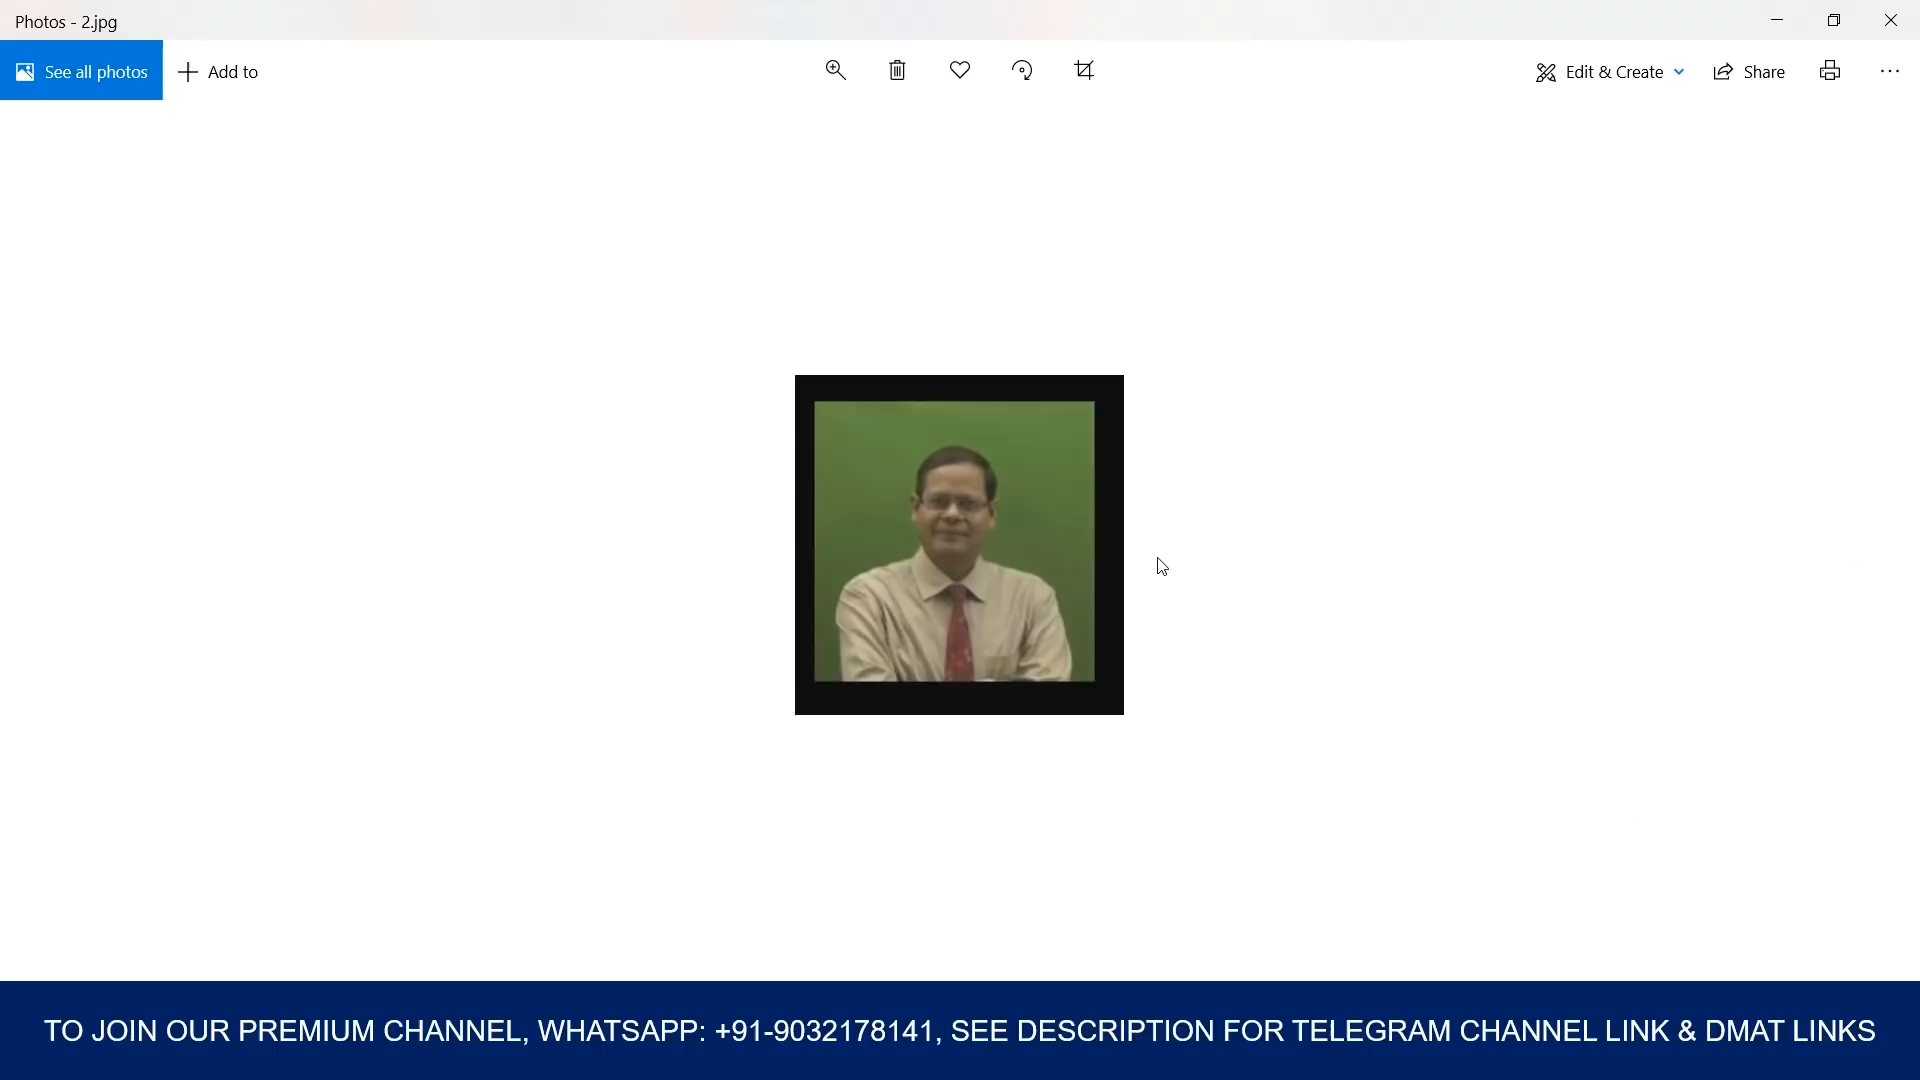 Photos - 2.jpg
See all photos
Add to
Edit & Create
Share
TO JOIN OUR PREMIUM CHANNEL, WHATSAPP: +91-9032178141, SEE DESCRIPTION FOR TELEGRAM CHANNEL LINK & DMAT LINKS